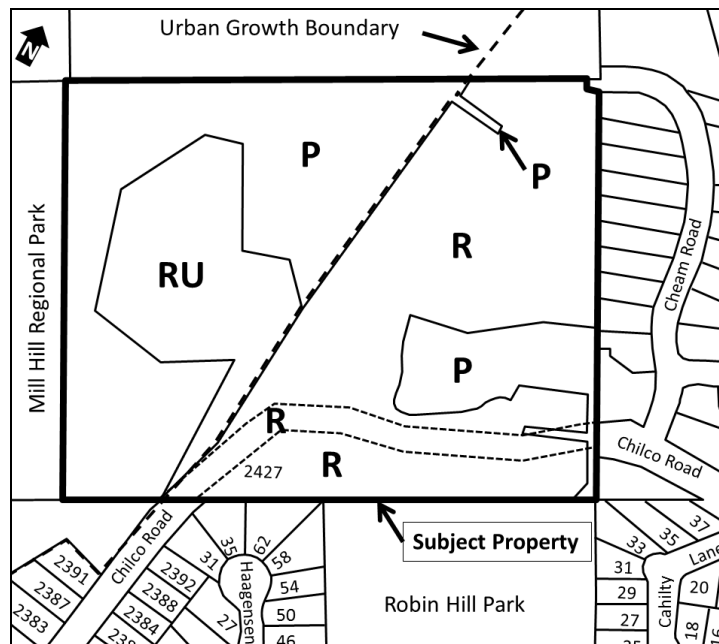 Urban Growth Boundary
N
P
P
R
RU
P
R
R
2427
Mill Hill Regional Park
Cheam Road
Chilco Road
Subject Property
Robin Hill Park
Chilco Road
2391
2387
2383
2392
2388
2384
31
35
62
58
54
50
46
27
Haagensen
33
35
37
31
29
27
Cahilty
Lane
20
18